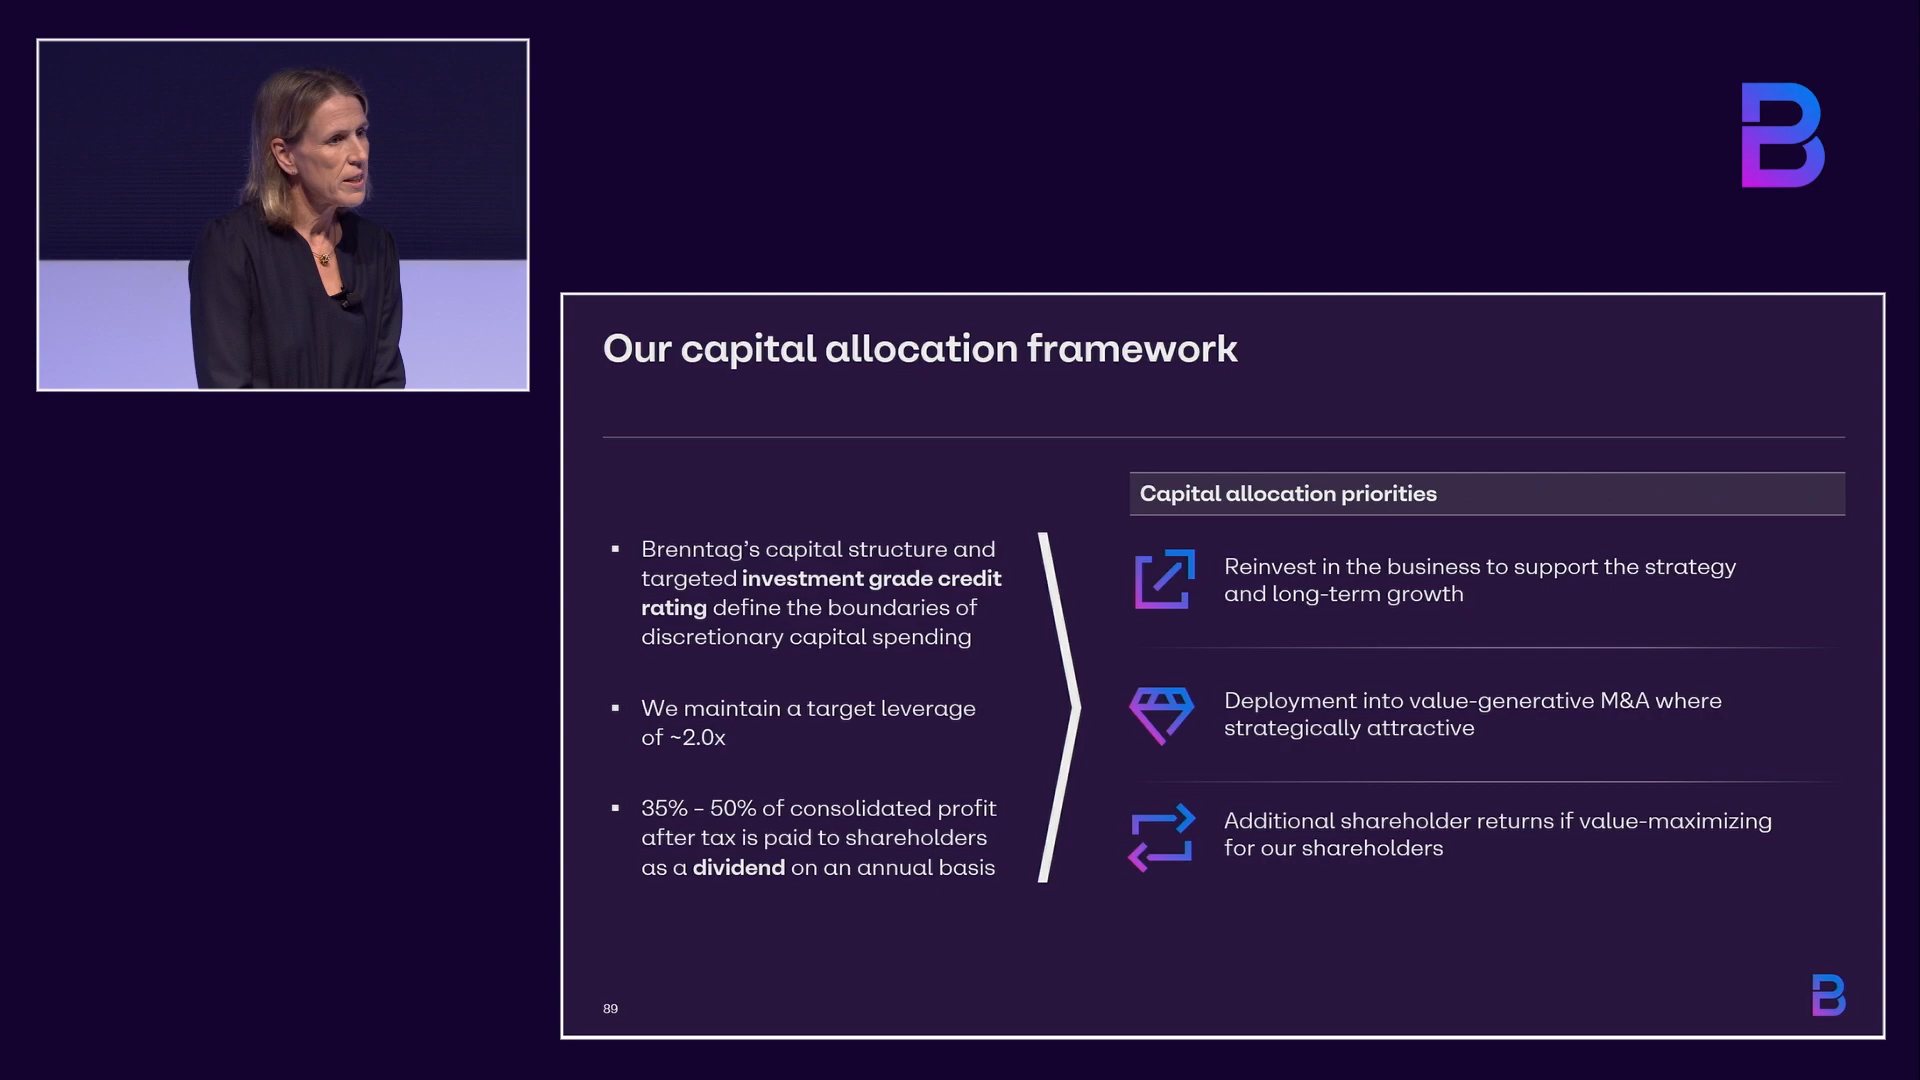 Our capital allocation framework
▪ Brenntag’s capital structure and
targeted investment grade credit
rating define the boundaries of
discretionary capital spending
▪ We maintain a target leverage
of ~2.0x
▪ 35% – 50% of consolidated profit
after tax is paid to shareholders
as a dividend on an annual basis
Capital allocation priorities
Reinvest in the business to support the strategy
and long-term growth
Deployment into value-generative M&A where
strategically attractive
Additional shareholder returns if value-maximizing
for our shareholders
89